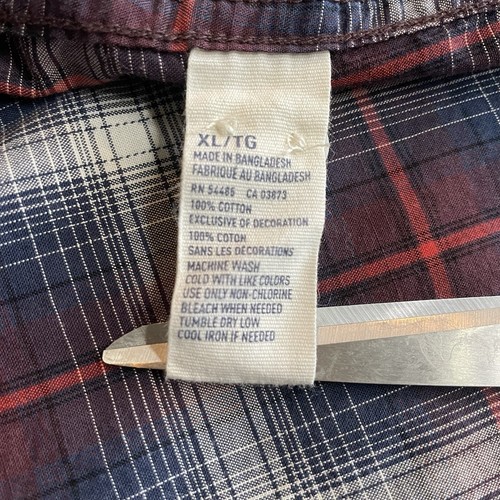 XL/TG
MADE IN BANGLADESH
FABRIQUÉ AU BANGLADESH
RN 54485 CA 03873
100% COTTON
EXCLUSIVE OF DECORATION
100% COTON
SANS LES DÉCORATIONS
MACHINE WASH
COLD WITH LIKE COLORS
USE ONLY NON-CHLORINE
BLEACH WHEN NEEDED
TUMBLE DRY LOW
COOL IRON IF NEEDED